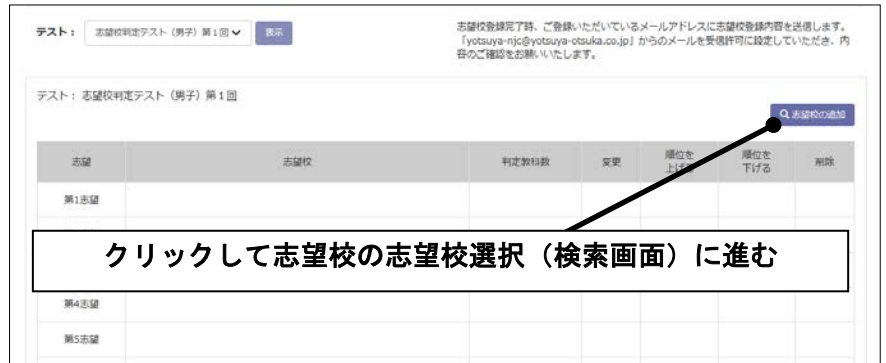 テスト： 志望校判定テスト（男子）第1回 表示
志望校登録完了時、ご登録いただいているメールアドレスに志望校登録内容を送信します。
「yotsuya-njc@yotsuya-otsuka.co.jp」からのメールを受信許可に設定していただき、内
容のご確認をお願いいたします。
テスト： 志望校判定テスト（男子）第1回
志望校の追加
志望 志望校 判定教科数 変更 順位を上げる 順位を下げる 削除
第1志望
クリックして志望校の志望校選択（検索画面）に進む
第4志望
第5志望